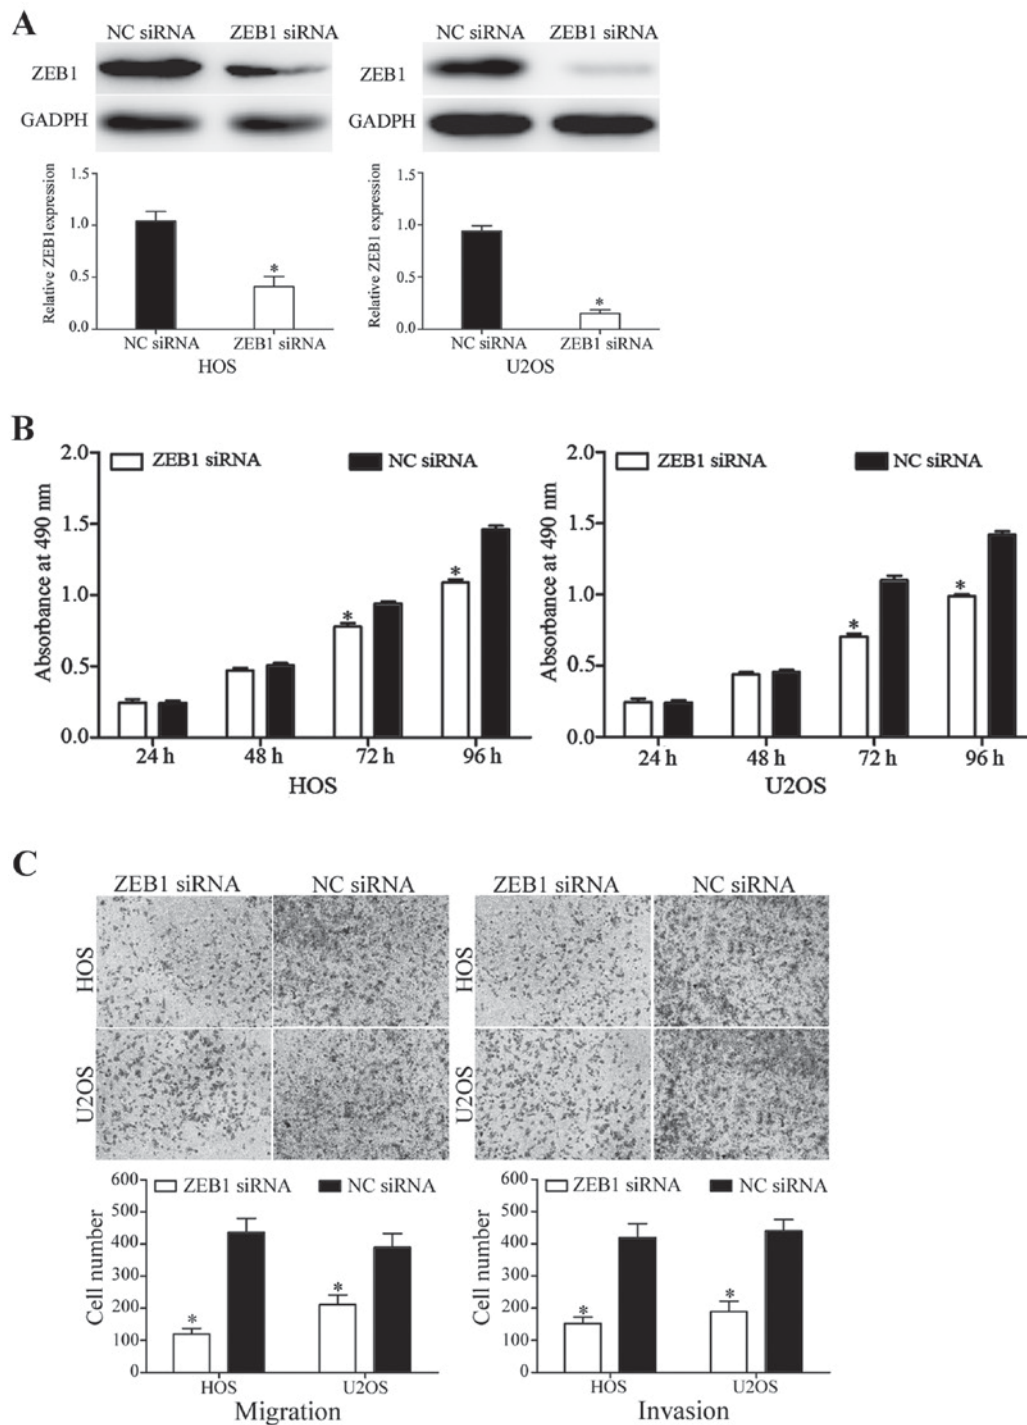 A
NC siRNA ZEB1 siRNA NC siRNA ZEB1 siRNA
ZEB1 ZEB1
GADPH GADPH
Relative ZEB1expression
1.5
1.0
0.5
0.0
*
NC siRNA ZEB1 siRNA
HOS
Relative ZEB1 expression
1.5
1.0
0.5
0.0
*
NC siRNA ZEB1 siRNA
U2OS
B
Absorbance at 490 nm
2.0
1.5
1.0
0.5
0.0
ZEB1 siRNA NC siRNA
* *
24 h 48 h 72 h 96 h
HOS
Absorbance at 490 nm
2.0
1.5
1.0
0.5
0.0
ZEB1 siRNA NC siRNA
* *
24 h 48 h 72 h 96 h
U2OS
C
ZEB1 siRNA NC siRNA ZEB1 siRNA NC siRNA
HOS HOS
U2OS U2OS
Cell number
600
500
400
300
200
100
0
ZEB1 siRNA NC siRNA
* *
HOS U2OS
Migration
Cell number
600
500
400
300
200
100
0
ZEB1 siRNA NC siRNA
* *
HOS U2OS
Invasion